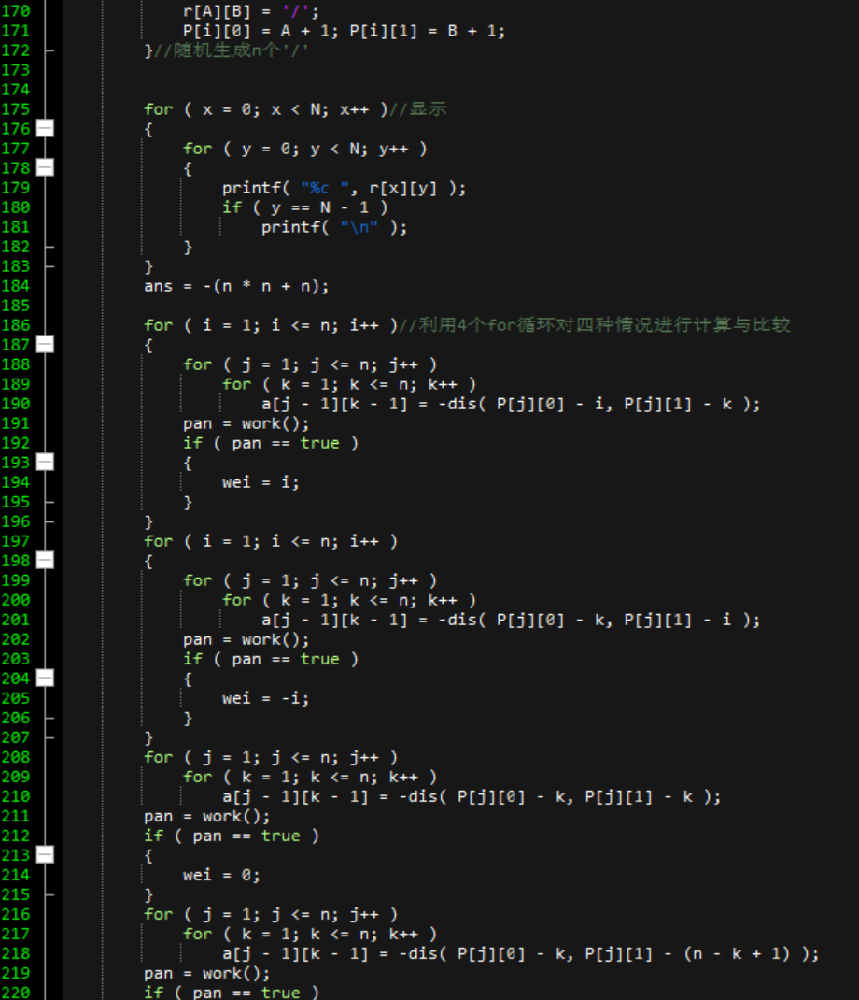 170 r[A][B] = '/';
171 P[i][0] = A + 1; P[i][1] = B + 1;
172 }//随机生成n个'/'
173
174
175 for ( x = 0; x < N; x++ )//显示
176 {
177 for ( y = 0; y < N; y++ )
178 {
179 printf( "%c ", r[x][y] );
180 if ( y == N - 1 )
181 printf( "\n" );
182 }
183 }
184 ans = -(n * n + n);
185
186 for ( i = 1; i <= n; i++ )//利用4个for循环对四种情况进行计算与比较
187 {
188 for ( j = 1; j <= n; j++ )
189 for ( k = 1; k <= n; k++ )
190 a[j - 1][k - 1] = -dis( P[j][0] - i, P[j][1] - k );
191 pan = work();
192 if ( pan == true )
193 {
194 wei = i;
195 }
196 }
197 for ( i = 1; i <= n; i++ )
198 {
199 for ( j = 1; j <= n; j++ )
200 for ( k = 1; k <= n; k++ )
201 a[j - 1][k - 1] = -dis( P[j][0] - k, P[j][1] - i );
202 pan = work();
203 if ( pan == true )
204 {
205 wei = -i;
206 }
207 }
208 for ( j = 1; j <= n; j++ )
209 for ( k = 1; k <= n; k++ )
210 a[j - 1][k - 1] = -dis( P[j][0] - k, P[j][1] - k );
211 pan = work();
212 if ( pan == true )
213 {
214 wei = 0;
215 }
216 for ( j = 1; j <= n; j++ )
217 for ( k = 1; k <= n; k++ )
218 a[j - 1][k - 1] = -dis( P[j][0] - k, P[j][1] - (n - k + 1) );
219 pan = work();
220 if ( pan == true )